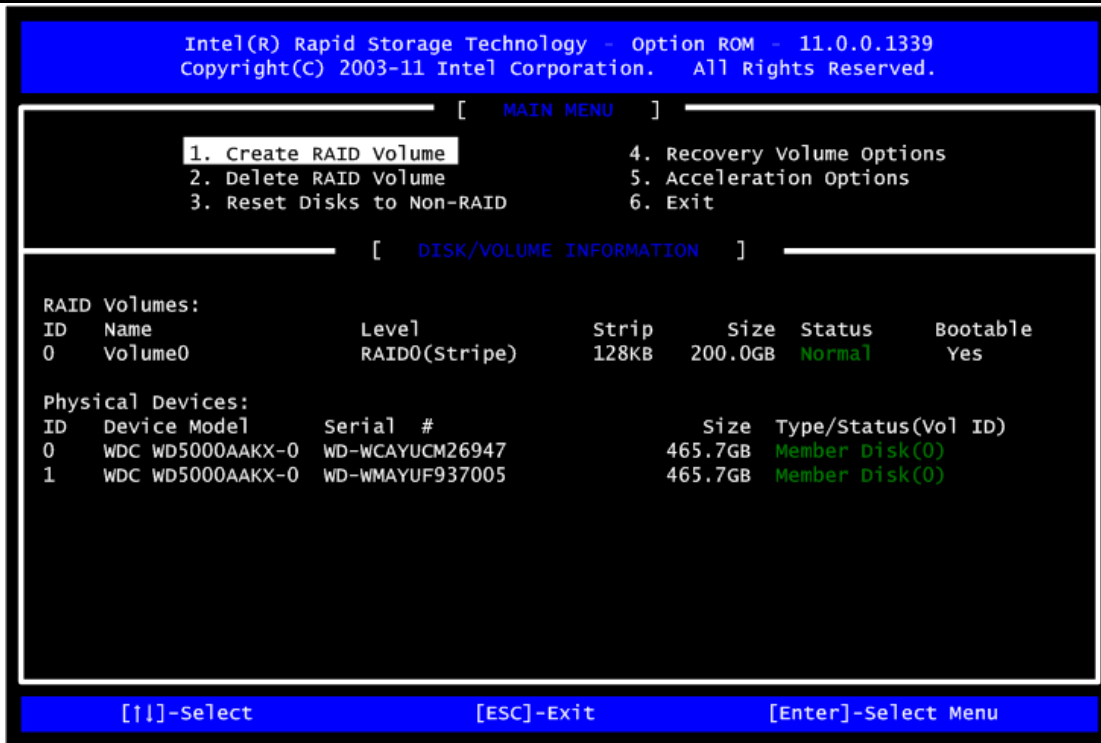 Intel(R) Rapid Storage Technology - Option ROM - 11.0.0.1339
Copyright(C) 2003-11 Intel Corporation. All Rights Reserved.
[ MAIN MENU ]
1. Create RAID Volume 4. Recovery Volume Options
2. Delete RAID Volume 5. Acceleration Options
3. Reset Disks to Non-RAID 6. Exit
[ DISK/VOLUME INFORMATION ]
RAID Volumes:
ID Name Level Strip Size Status Bootable
0 Volume0 RAID0(Stripe) 128KB 200.0GB Normal Yes
Physical Devices:
ID Device Model Serial # Size Type/Status(Vol ID)
0 WDC WD5000AAKX-0 WD-WCAYUCM26947 465.7GB Member Disk(0)
1 WDC WD5000AAKX-0 WD-WMAYUF937005 465.7GB Member Disk(0)
[↑↓]-Select [ESC]-Exit [Enter]-Select Menu